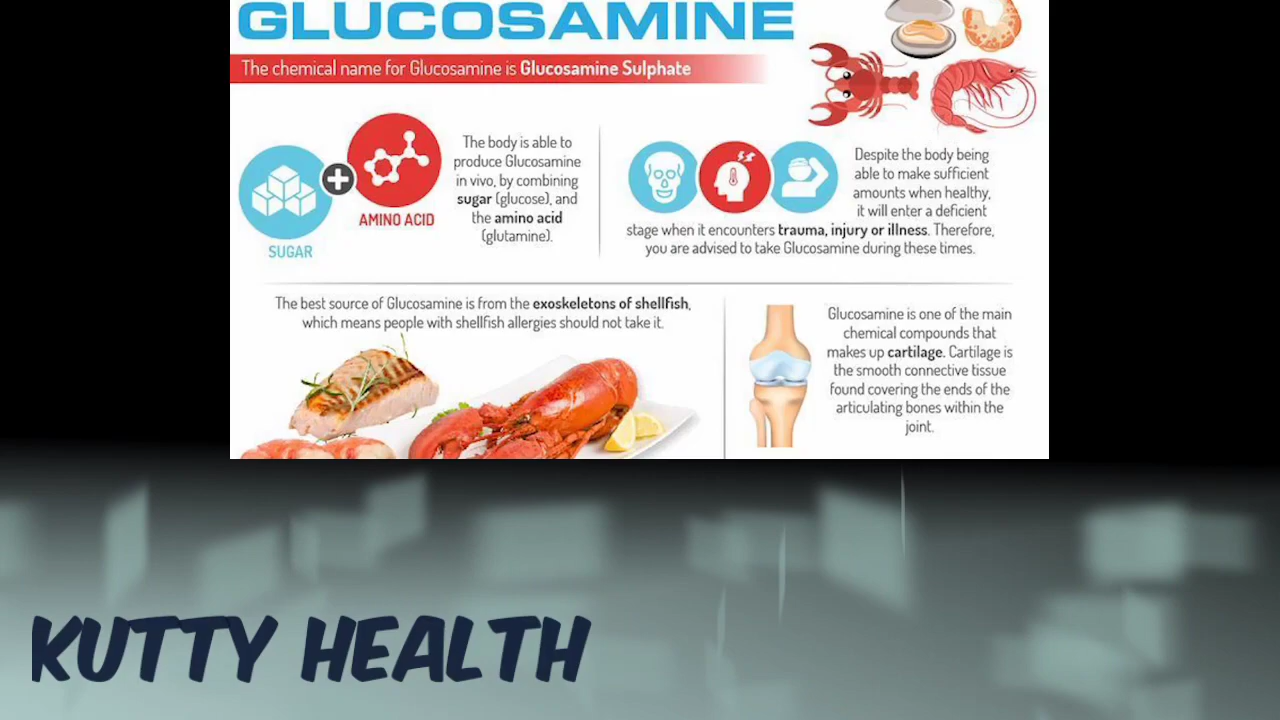 GLUCOSAMINE
The chemical name for Glucosamine is Glucosamine Sulphate
SUGAR
AMINO ACID
The body is able to
produce Glucosamine
in vivo, by combining
sugar (glucose), and
the amino acid
(glutamine).
Despite the body being
able to make sufficient
amounts when healthy,
it will enter a deficient
stage when it encounters trauma, injury or illness. Therefore,
you are advised to take Glucosamine during these times.
The best source of Glucosamine is from the exoskeletons of shellfish,
which means people with shellfish allergies should not take it.
Glucosamine is one of the main
chemical compounds that
makes up cartilage. Cartilage is
the smooth connective tissue
found covering the ends of the
articulating bones within the
joint.
KUTTY HEALTH